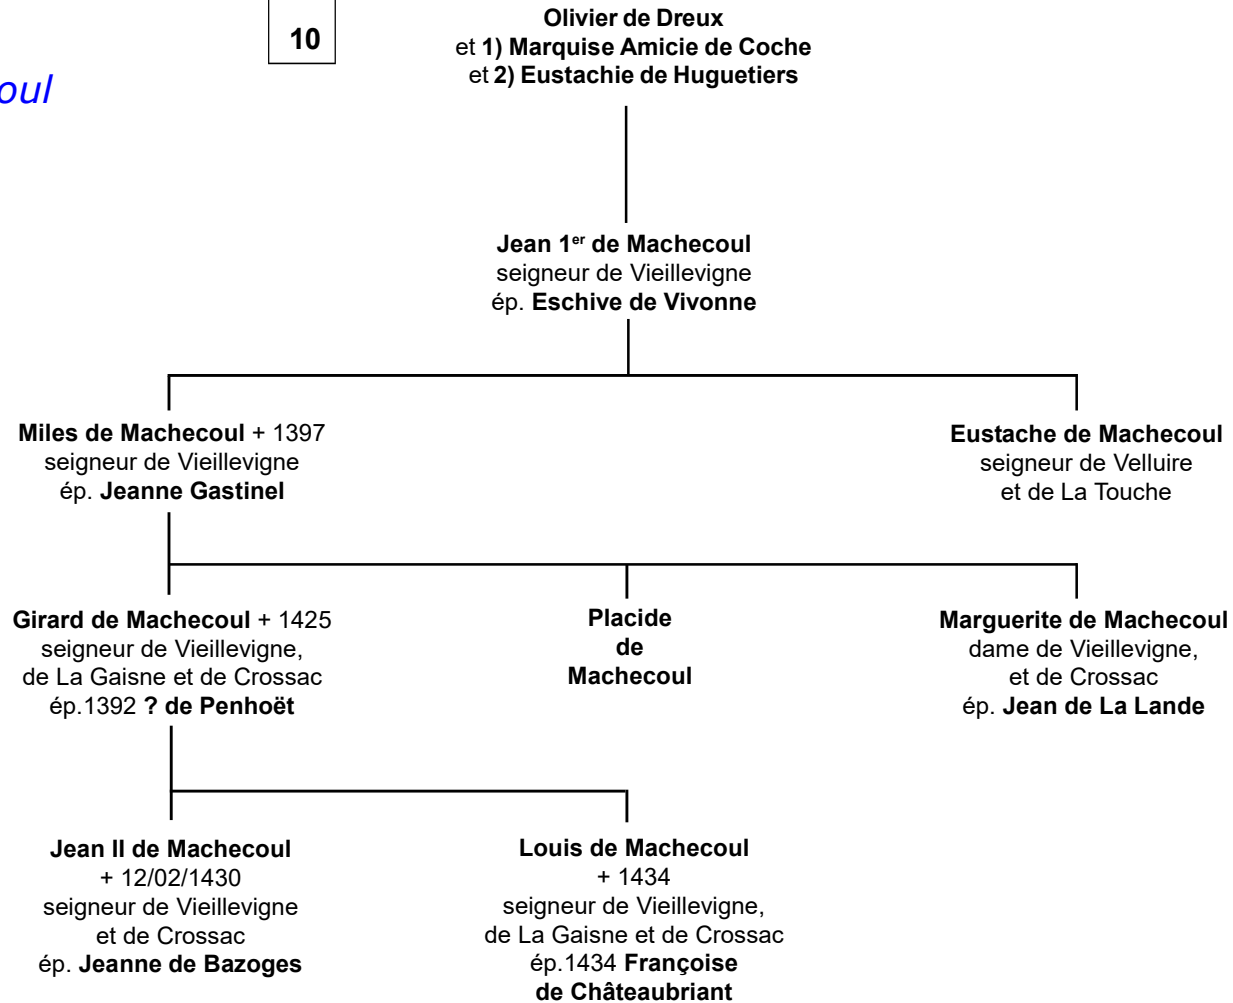 10
oul
Olivier de Dreux
et 1) Marquise Amicie de Coche
et 2) Eustachie de Huguetiers
Jean 1er de Machecoul
seigneur de Vieillevigne
ép. Eschive de Vivonne
Miles de Machecoul + 1397
seigneur de Vieillevigne
ép. Jeanne Gastinel
Eustache de Machecoul
seigneur de Velluire
et de La Touche
Girard de Machecoul + 1425
seigneur de Vieillevigne,
de La Gaisne et de Crossac
ép.1392 ? de Penhoët
Placide
de
Machecoul
Marguerite de Machecoul
dame de Vieillevigne,
et de Crossac
ép. Jean de La Lande
Jean II de Machecoul
+ 12/02/1430
seigneur de Vieillevigne
et de Crossac
ép. Jeanne de Bazoges
Louis de Machecoul
+ 1434
seigneur de Vieillevigne,
de La Gaisne et de Crossac
ép.1434 Françoise
de Châteaubriant